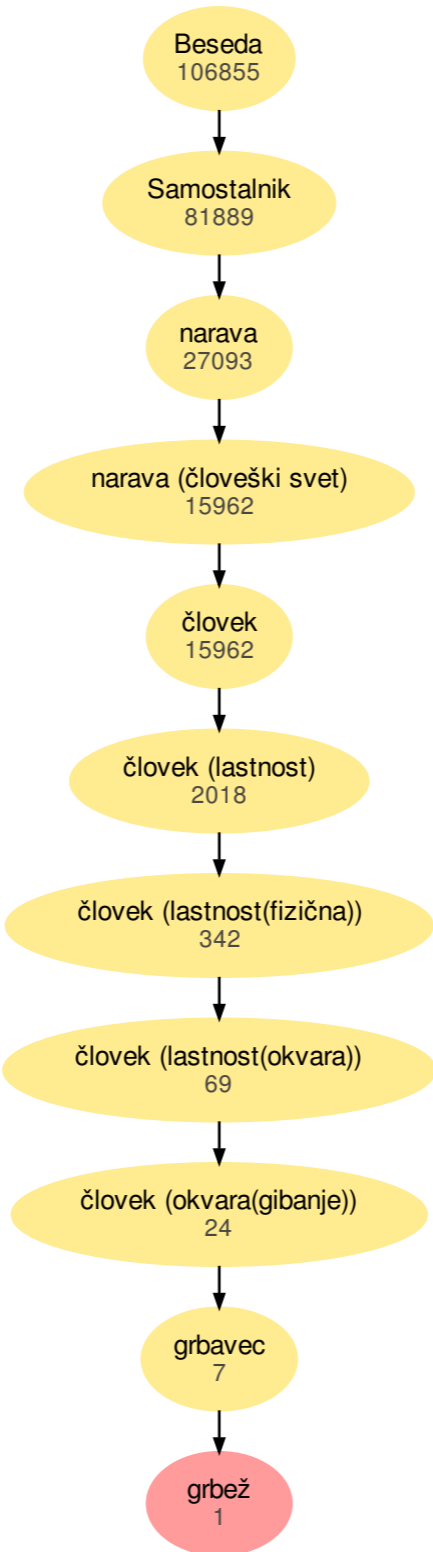 Beseda
106855
Samostalnik
81889
narava
27093
narava (človeški svet)
15962
človek
15962
človek (lastnost)
2018
človek (lastnost(fizična))
342
človek (lastnost(okvara))
69
človek (okvara(gibanje))
24
grbavec
7
grbež
1